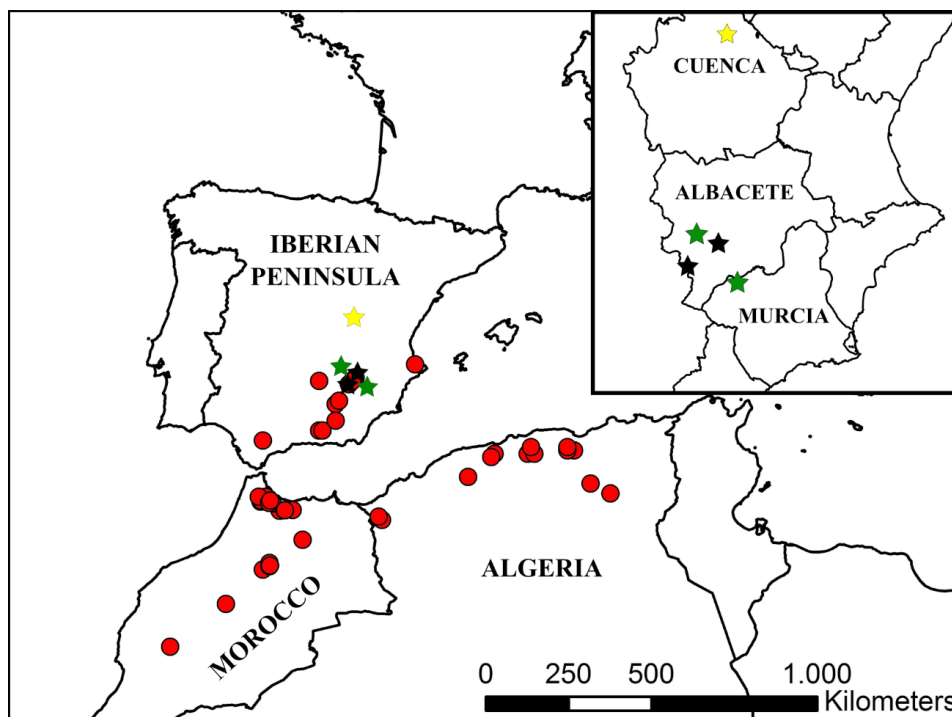 CUENCA
ALBACETE
MURCIA
IBERIAN
PENINSULA
ALGERIA
MOROCCO
0 250 500 1.000
Kilometers